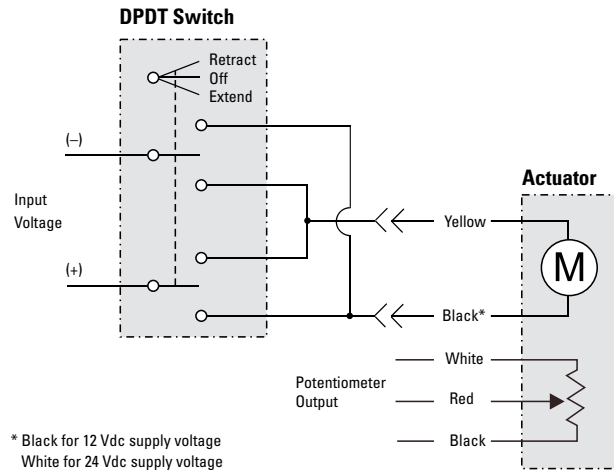 DPDT Switch
Retract
Off
Extend
(–)
Input
Voltage
(+)
Actuator
Yellow
M
Black*
White
Potentiometer
Output
Red
Black
* Black for 12 Vdc supply voltage
White for 24 Vdc supply voltage